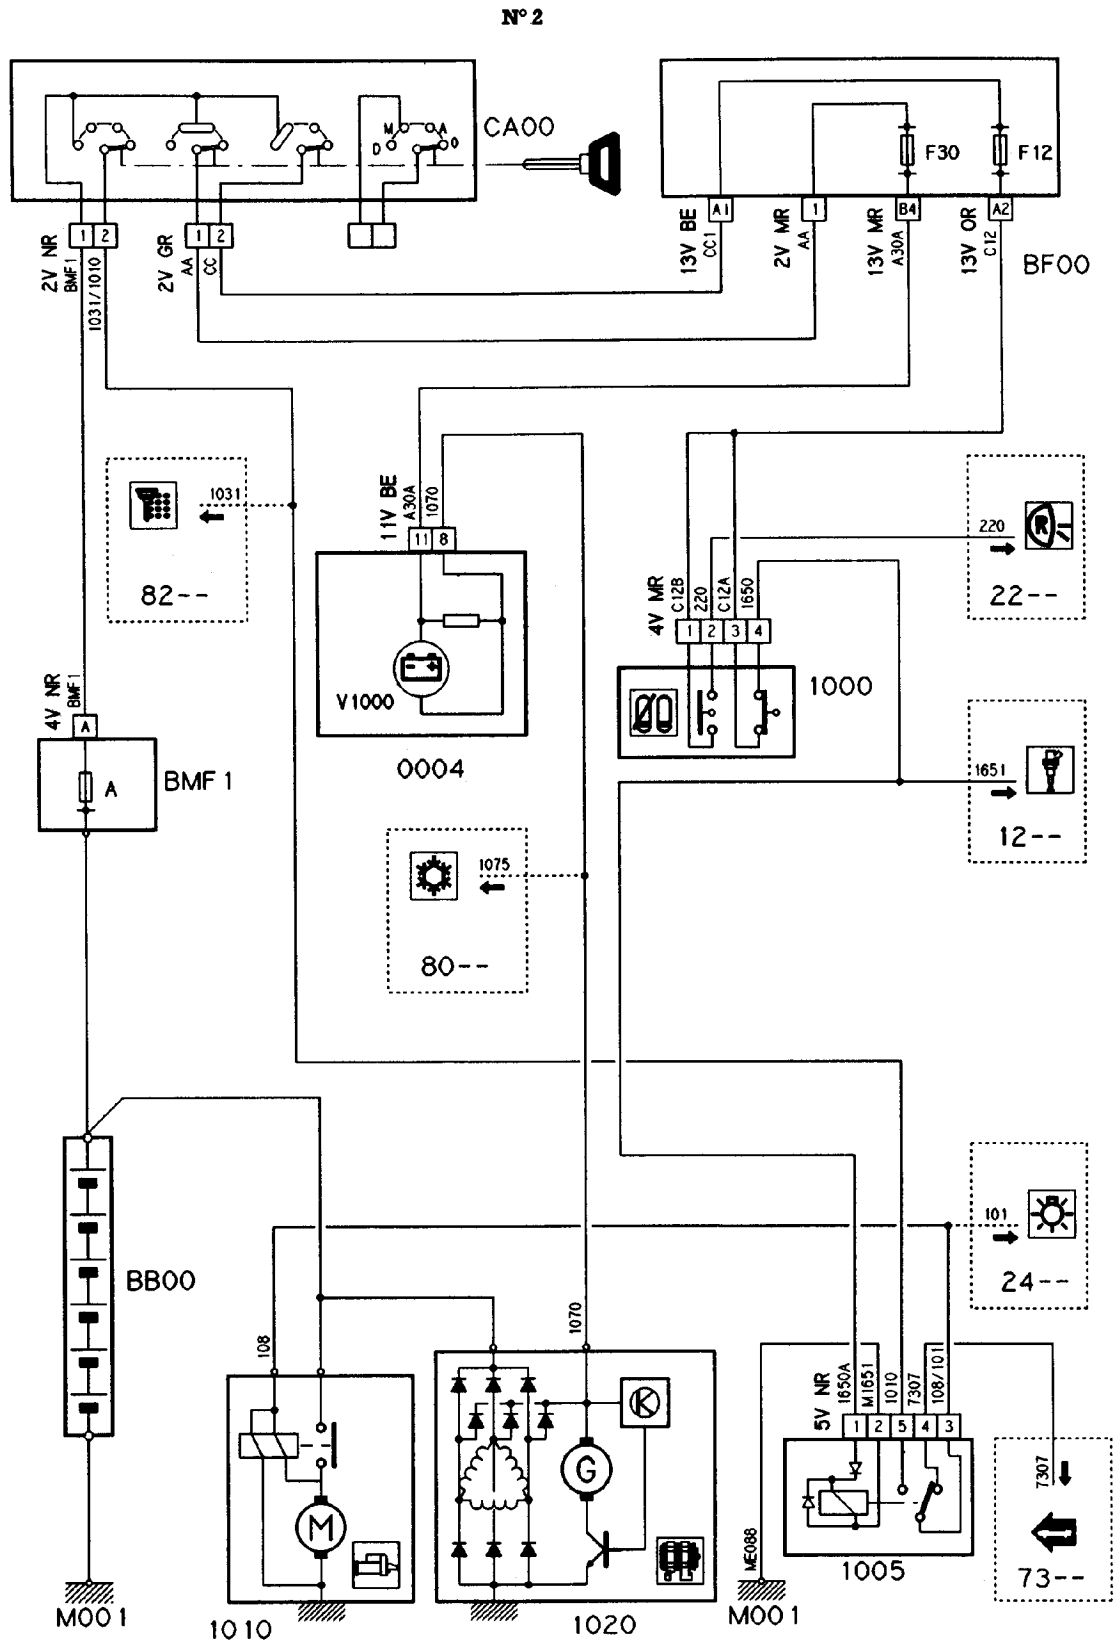 N° 2
CA00
M
A
D
O
F30
F12
1 2
1 2
A1
1
B4
A2
2V NR
BMF1
1031/1010
2V GR
AA
CC
13V BE
CC1
2V MR
AA
13V MR
A30A
13V OR
C12
BF00
1031
82--
11V BE
A30A
1070
11 8
V1000
0004
220
22--
4V MR
C12B
220
C12A
1650
1 2 3 4
1000
4V NR
BMF1
A
A
BMF1
1651
12--
1075
80--
BB00
101
24--
108
1070
5V NR
1650A
M1651
1010
7307
108/101
1 2 5 4 3
K
G
M
7307
73--
ME088
M001
1010
1020
M001
1005
R